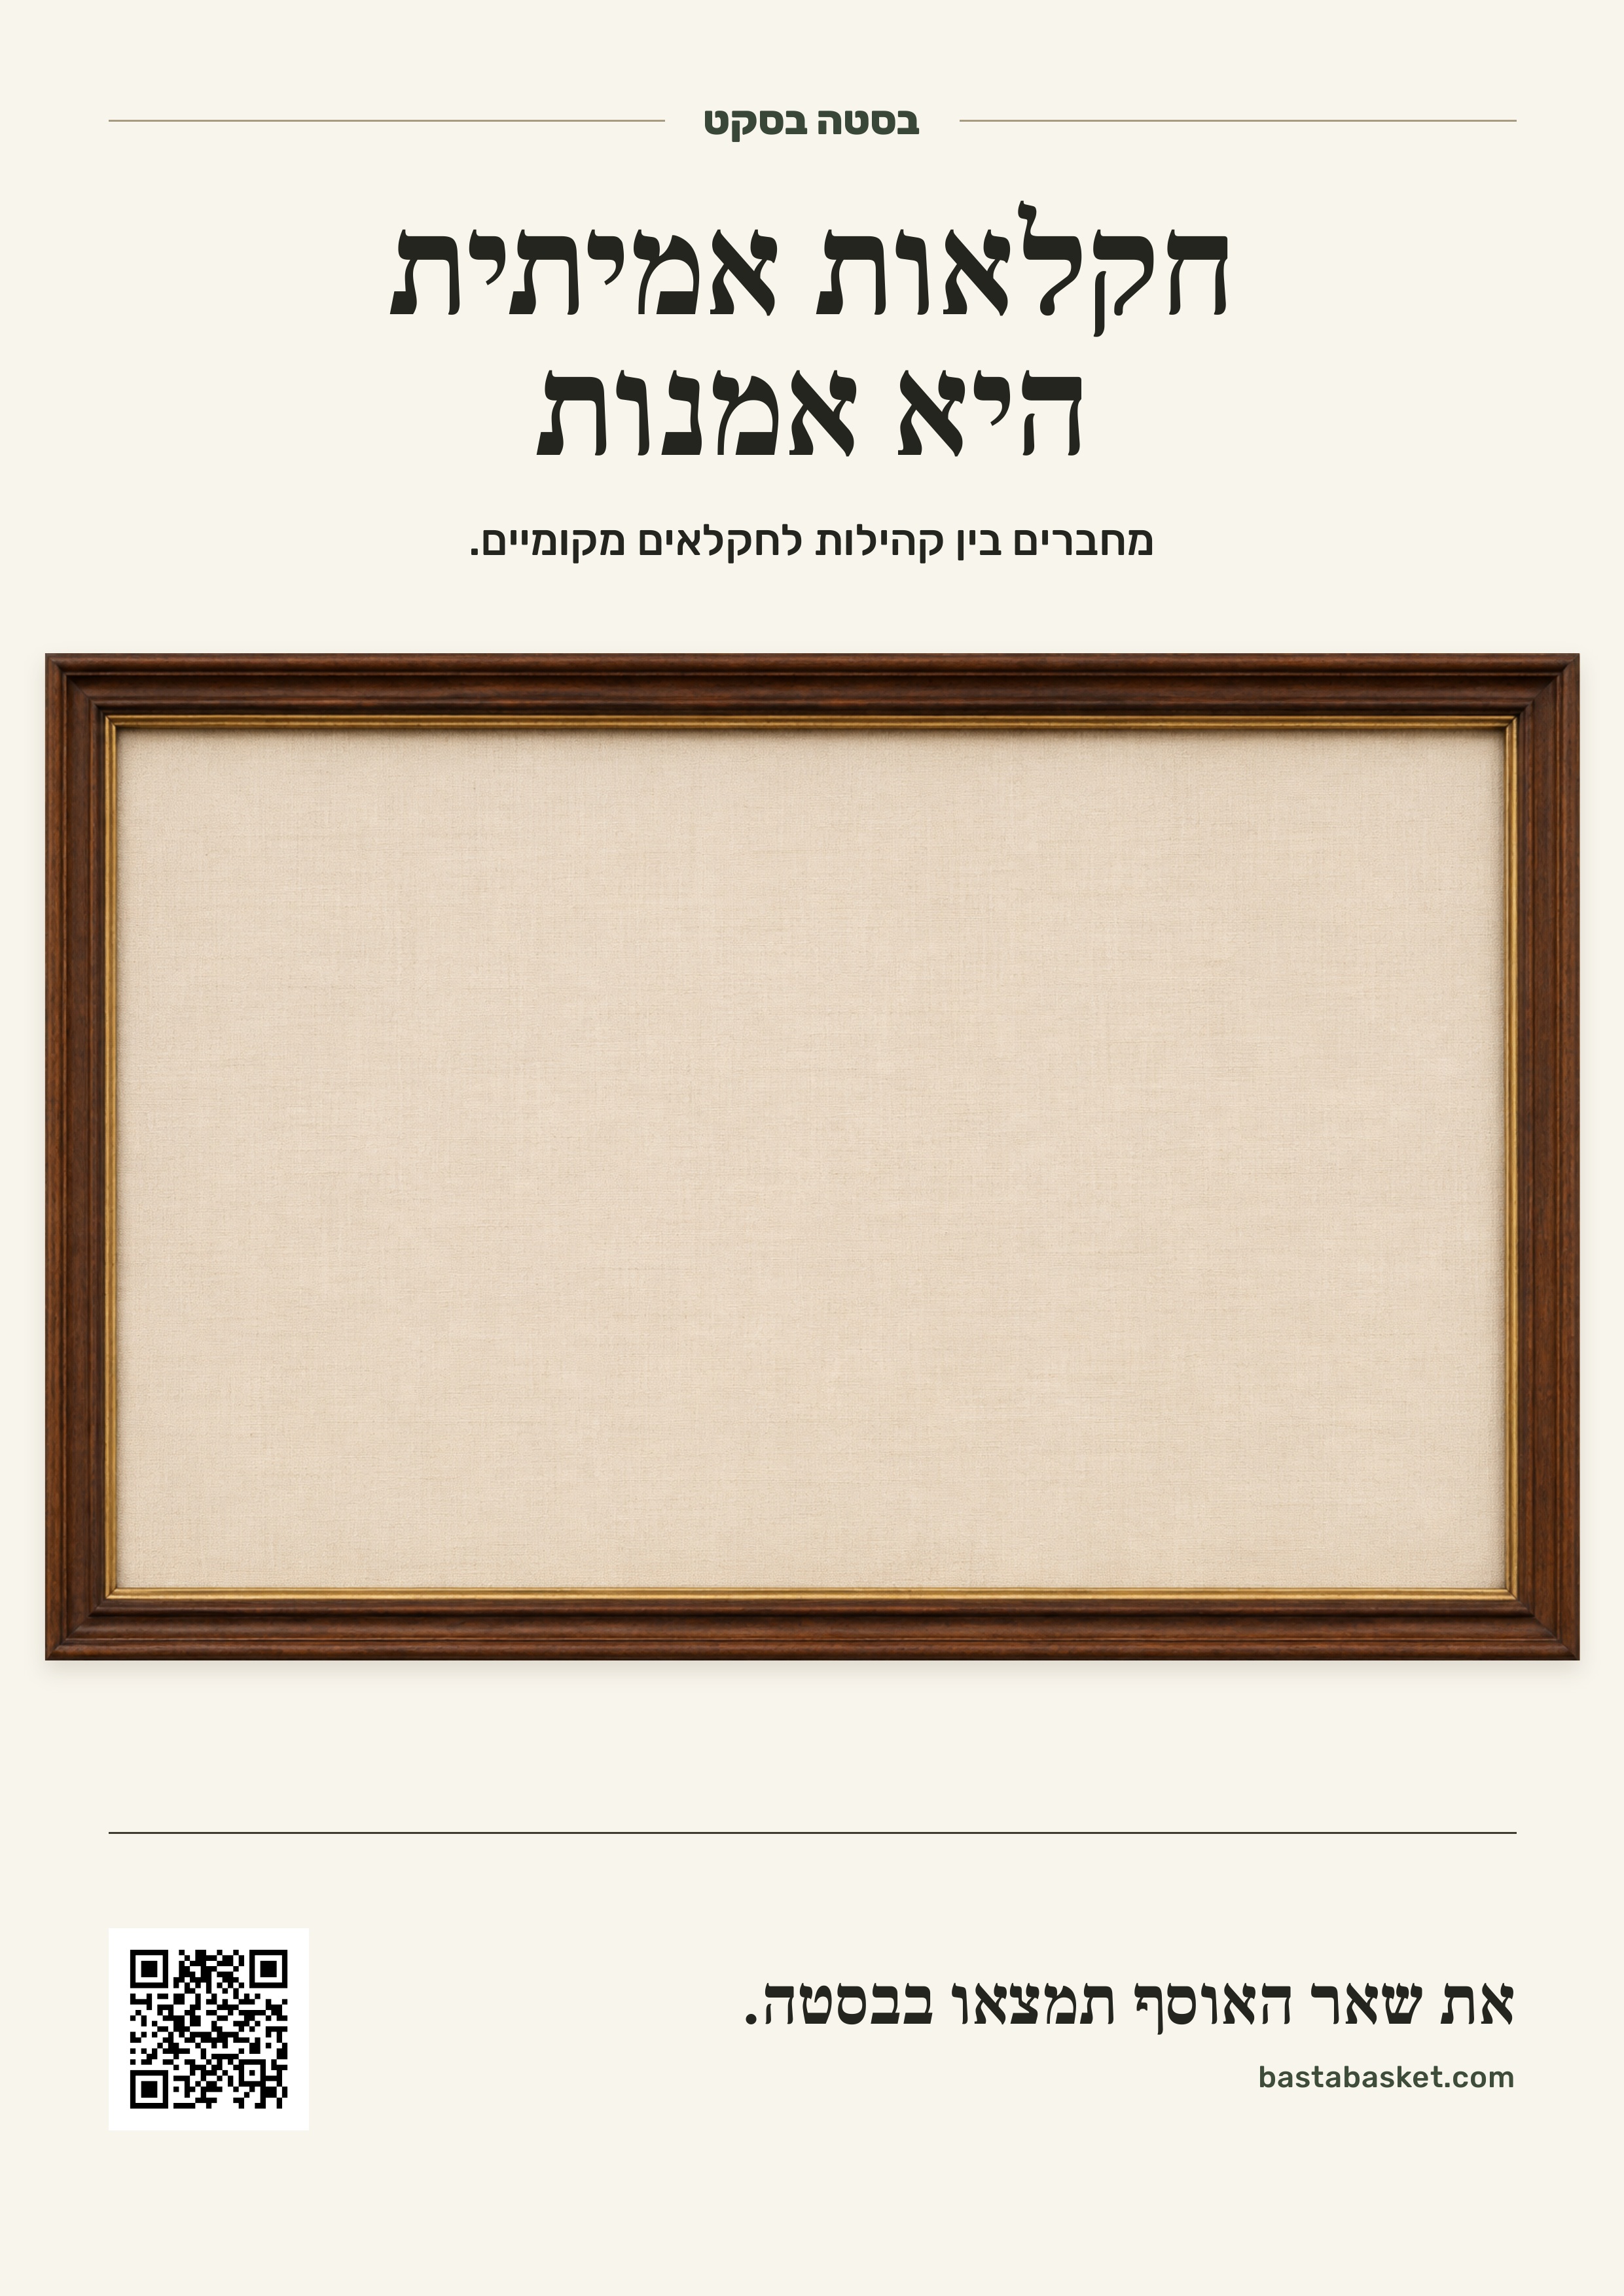 בסטה בסקט
חקלאות אמיתית
היא אמנות
מחברים בין קהילות לחקלאים מקומיים.
את שאר האוסף תמצאו בבסטה.
bastabasket.com